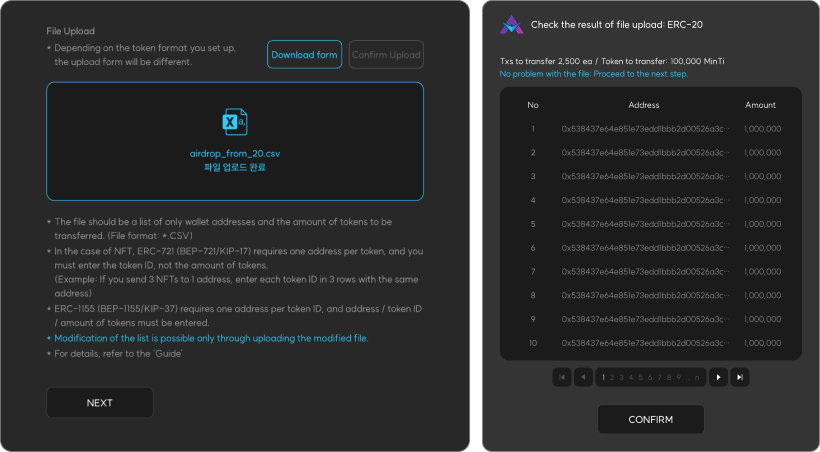 File Upload
* Depending on the token format you set up,
the upload form will be different.
Download form
Confirm Upload
X a,
airdrop_from_20.csv
파일 업로드 완료
* The file should be a list of only wallet addresses and the amount of tokens to be
transferred. (File format: *.CSV)
* In the case of NFT, ERC-721 (BEP-721/KIP-17) requires one address per token, and you
must enter the token ID, not the amount of tokens.
(Example: If you send 3 NFTs to 1 address, enter each token ID in 3 rows with the same
address)
* ERC-1155 (BEP-1155/KIP-37) requires one address per token ID, and address / token ID
/ amount of tokens must be entered.
* Modification of the list is possible only through uploading the modified file.
* For details, refer to the 'Guide'
NEXT
Check the result of file upload: ERC-20
Txs to transfer 2,500 ea / Token to transfer: 100,000 MinTi
No problem with the file: Proceed to the next step.
No Address Amount
1 0x538437e64e851e73edd1bbb2d00526a3c··· 1,000,000
2 0x538437e64e851e73edd1bbb2d00526a3c··· 1,000,000
3 0x538437e64e851e73edd1bbb2d00526a3c··· 1,000,000
4 0x538437e64e851e73edd1bbb2d00526a3c··· 1,000,000
5 0x538437e64e851e73edd1bbb2d00526a3c··· 1,000,000
6 0x538437e64e851e73edd1bbb2d00526a3c··· 1,000,000
7 0x538437e64e851e73edd1bbb2d00526a3c··· 1,000,000
8 0x538437e64e851e73edd1bbb2d00526a3c··· 1,000,000
9 0x538437e64e851e73edd1bbb2d00526a3c··· 1,000,000
10 0x538437e64e851e73edd1bbb2d00526a3c··· 1,000,000
1 2 3 4 5 6 7 8 9 ... n
CONFIRM